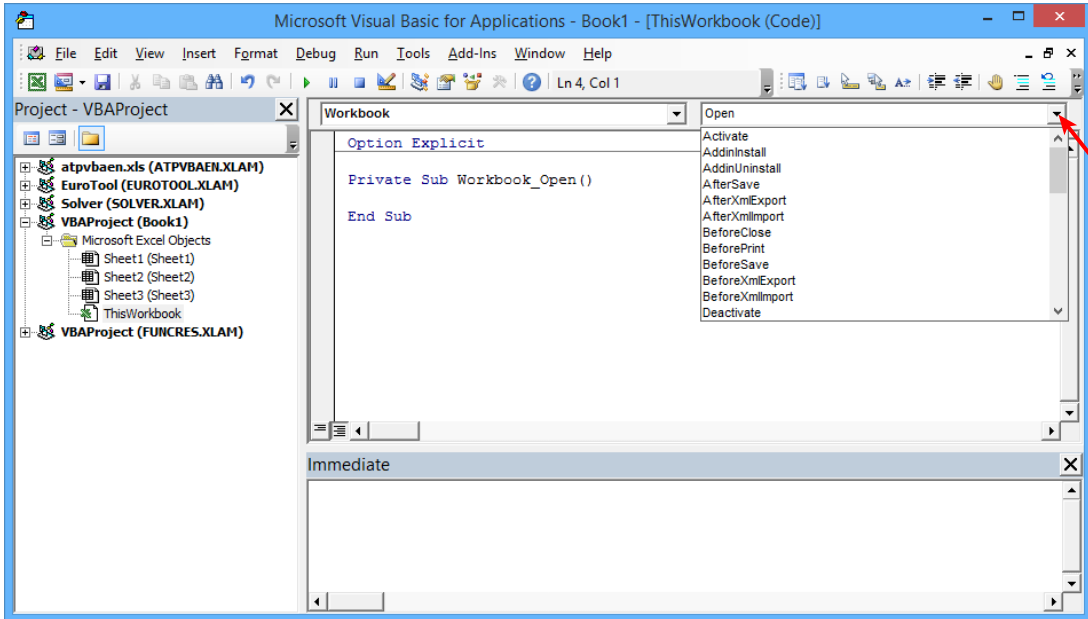 Microsoft Visual Basic for Applications - Book1 - [ThisWorkbook (Code)]
File Edit View Insert Format Debug Run Tools Add-Ins Window Help
Ln 4, Col 1
Project - VBAProject
Workbook
Open
atpvbaen.xls (ATPVBAEN.XLAM)
EuroTool (EUROTOOL.XLAM)
Solver (SOLVER.XLAM)
VBAProject (Book1)
Microsoft Excel Objects
Sheet1 (Sheet1)
Sheet2 (Sheet2)
Sheet3 (Sheet3)
ThisWorkbook
VBAProject (FUNCRES.XLAM)
Option Explicit
Private Sub Workbook_Open()
End Sub
Activate
AddinInstall
AddinUninstall
AfterSave
AfterXmlExport
AfterXmlImport
BeforeClose
BeforePrint
BeforeSave
BeforeXmlExport
BeforeXmlImport
Deactivate
Immediate